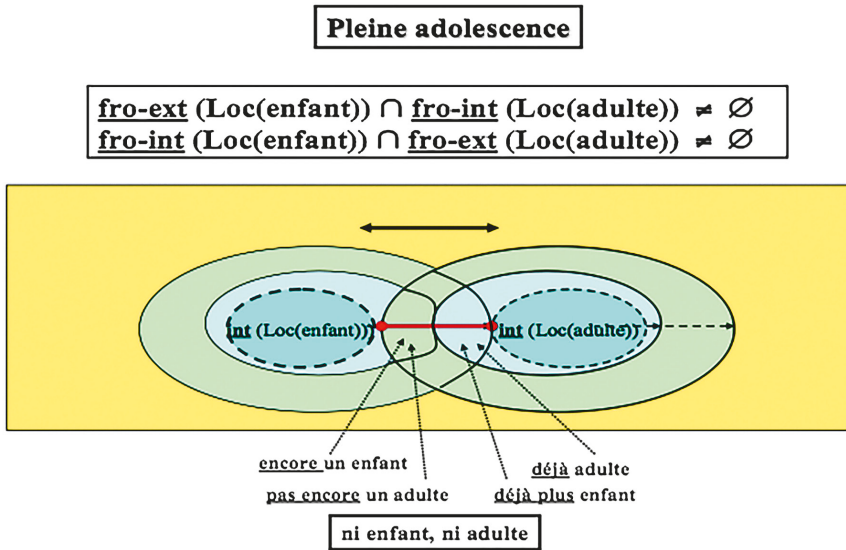 Pleine adolescence
fro-ext (Loc(enfant)) ∩ fro-int (Loc(adulte)) ≠ ∅
fro-int (Loc(enfant)) ∩ fro-ext (Loc(adulte)) ≠ ∅
int (Loc(enfant)) int (Loc(adulte))
encore un enfant déjà adulte
pas encore un adulte déjà plus enfant
ni enfant, ni adulte